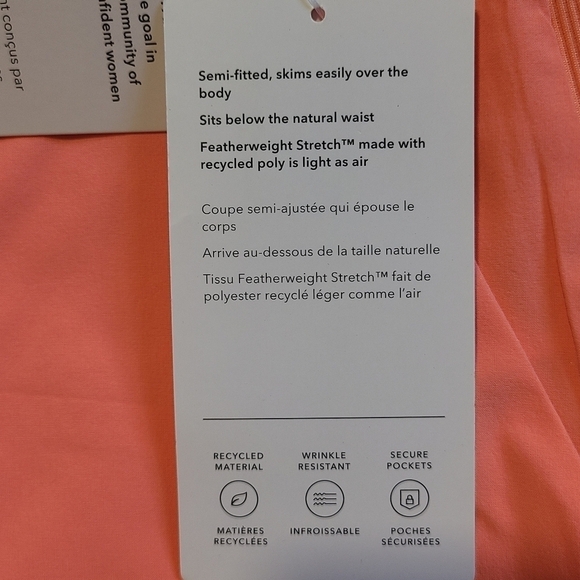 e goal in
mmunity of
fident women
nt conçus par
Semi-fitted, skims easily over the
body
Sits below the natural waist
Featherweight Stretch™ made with
recycled poly is light as air
Coupe semi-ajustée qui épouse le
corps
Arrive au-dessous de la taille naturelle
Tissu Featherweight Stretch™ fait de
polyester recyclé léger comme l'air
RECYCLED
MATERIAL
WRINKLE
RESISTANT
SECURE
POCKETS
MATIÈRES
RECYCLÉES
INFROISSABLE
POCHES
SÉCURISÉES